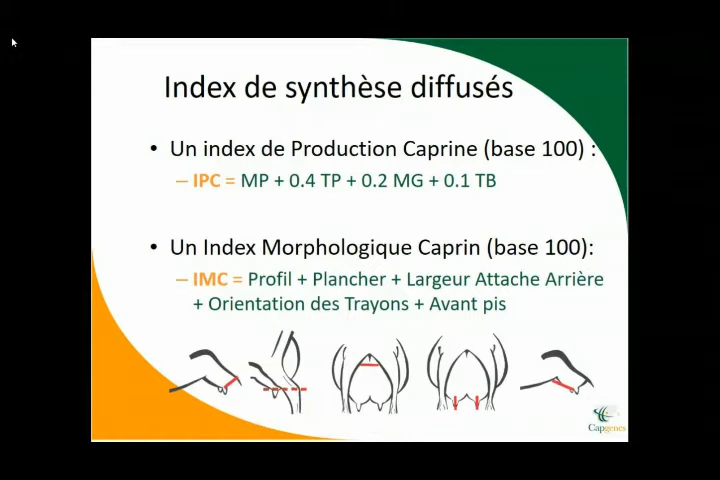 Index de synthèse diffusés
• Un index de Production Caprine (base 100) :
– IPC = MP + 0.4 TP + 0.2 MG + 0.1 TB
• Un Index Morphologique Caprin (base 100):
– IMC = Profil + Plancher + Largeur Attache Arrière
+ Orientation des Trayons + Avant pis
Capgenes